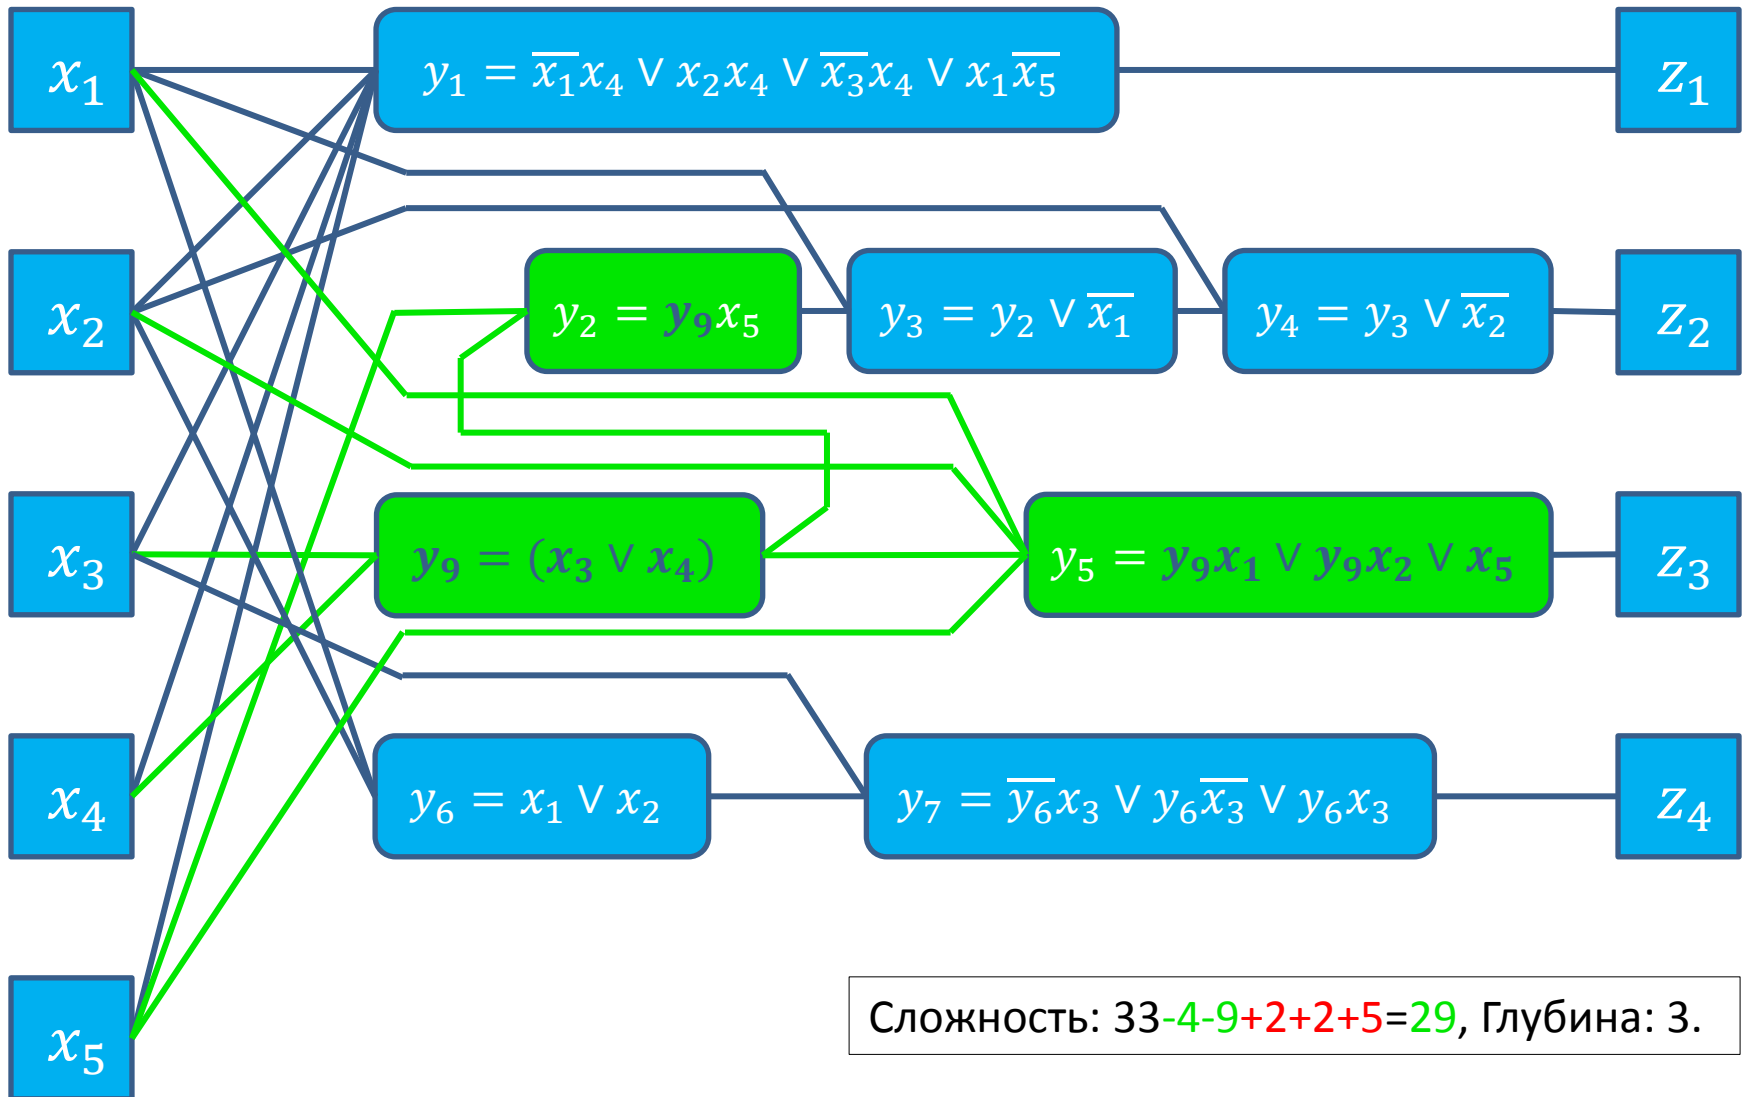 x₁
y₁ = x̅₁x₄ ∨ x₂x₄ ∨ x̅₃x₄ ∨ x₁x̅₅
z₁
x₂
y₂ = y₉x₅
y₃ = y₂ ∨ x̅₁
y₄ = y₃ ∨ x̅₂
z₂
x₃
y₉ = (x₃ ∨ x₄)
y₅ = y₉x₁ ∨ y₉x₂ ∨ x₅
z₃
x₄
y₆ = x₁ ∨ x₂
y₇ = y̅₆x₃ ∨ y₆x̅₃ ∨ y₆x₃
z₄
x₅
Сложность: 33-4-9+2+2+5=29, Глубина: 3.